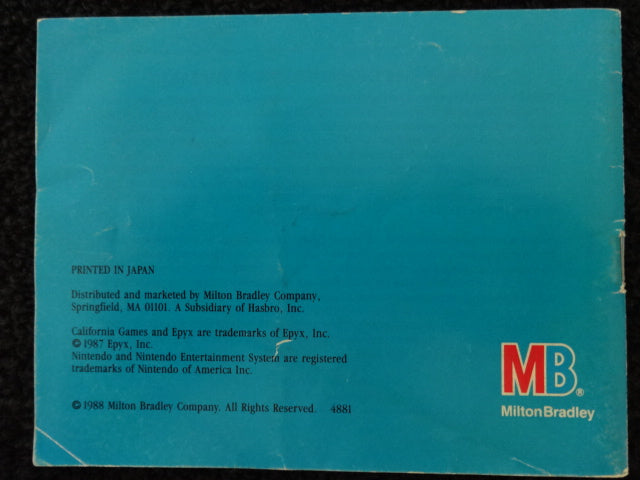 PRINTED IN JAPAN
Distributed and marketed by Milton Bradley Company,
Springfield, MA 01101. A Subsidiary of Hasbro, Inc.
California Games and Epyx are trademarks of Epyx, Inc.
© 1987 Epyx, Inc.
Nintendo and Nintendo Entertainment System are registered
trademarks of Nintendo of America Inc.
© 1988 Milton Bradley Company. All Rights Reserved. 4881
MB®
Milton Bradley